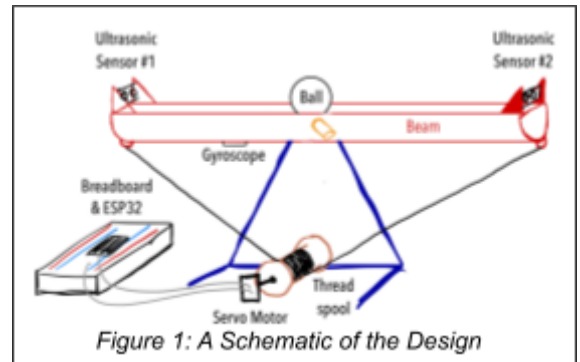 Ultrasonic
Sensor #1
Ultrasonic
Sensor #2
Ball
Beam
Gyroscope
Breadboard
& ESP32
Thread
spool
Servo Motor
Figure 1: A Schematic of the Design